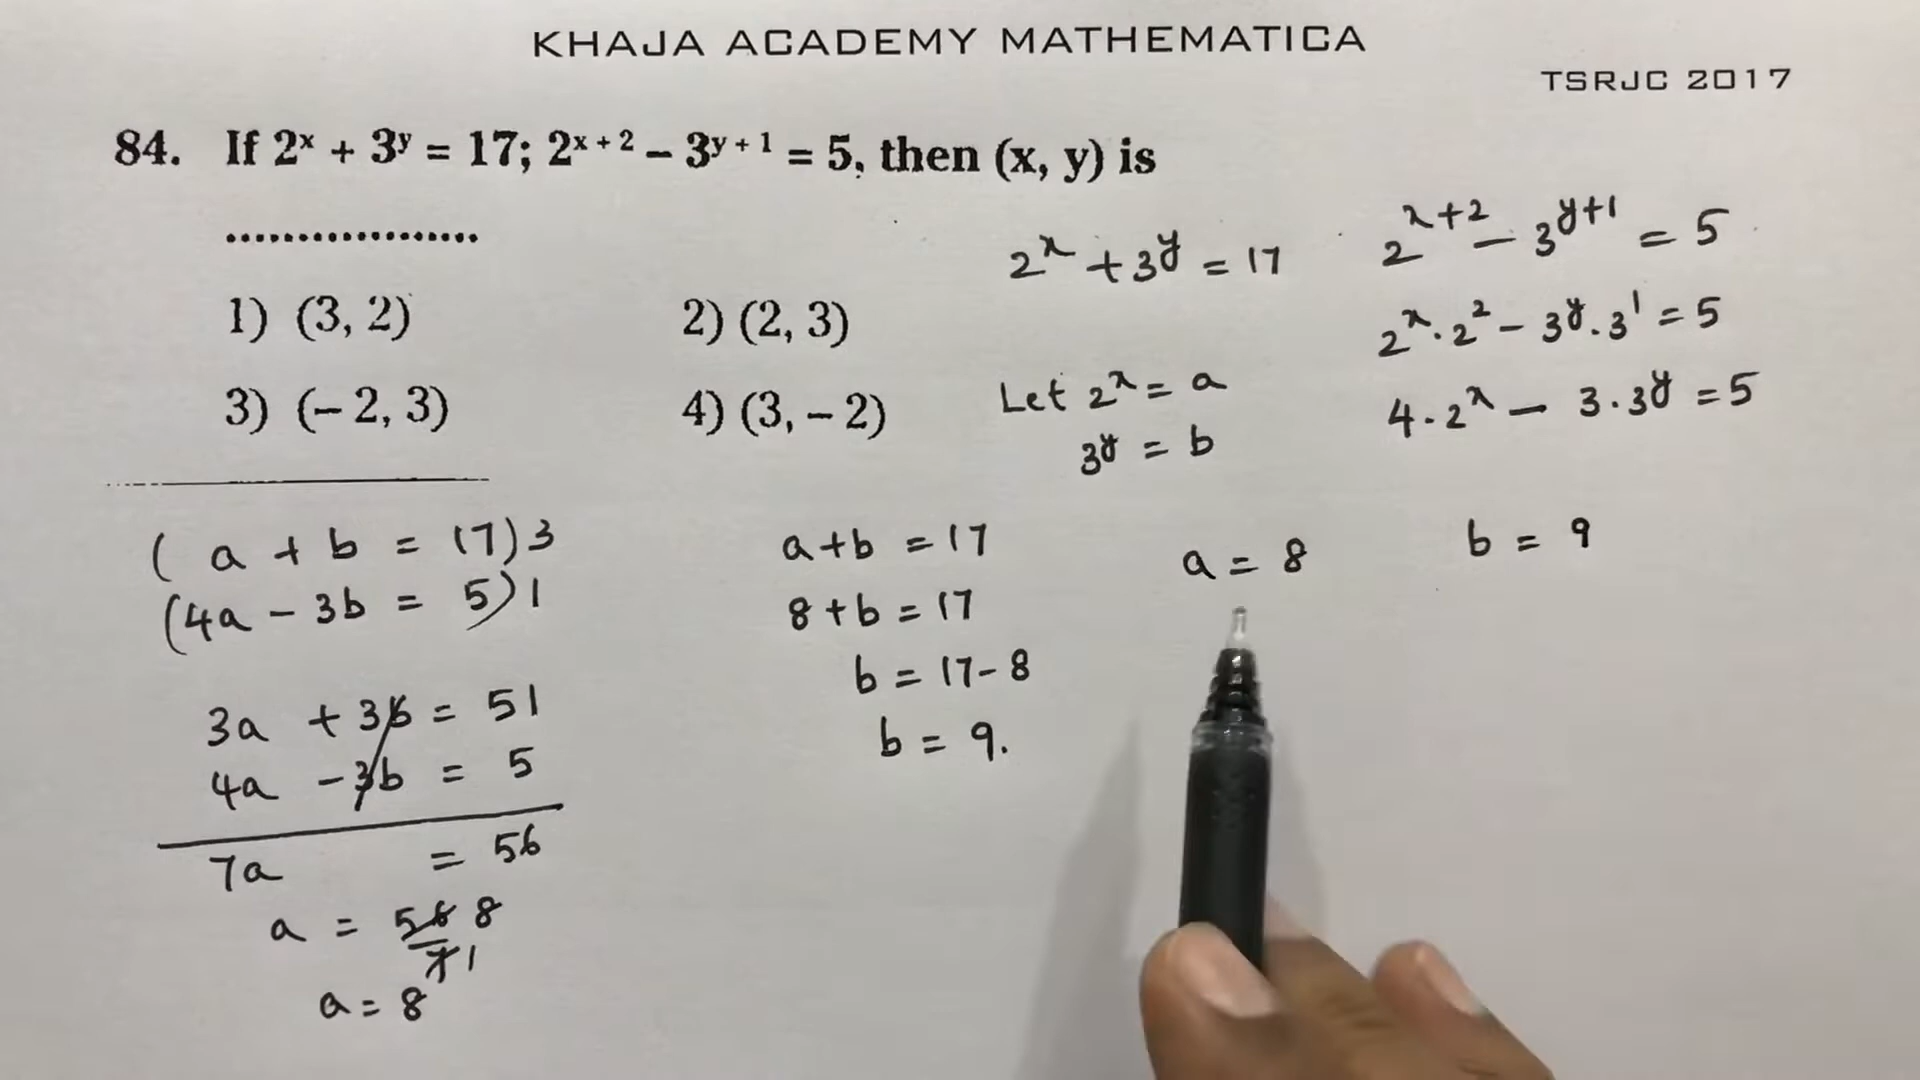 KHAJA ACADEMY MATHEMATICA
TSRJC 2017
84. If 2ˣ + 3ʸ = 17; 2ˣ⁺² – 3ʸ⁺¹ = 5, then (x, y) is
..................
1) (3, 2)
2) (2, 3)
3) (– 2, 3)
4) (3, – 2)
2ˣ + 3ʸ = 17
Let 2ˣ = a
3ʸ = b
2ˣ⁺² – 3ʸ⁺¹ = 5
2ˣ · 2² – 3ʸ · 3¹ = 5
4 · 2ˣ – 3 · 3ʸ = 5
( a + b = 17)3
(4a – 3b = 5)1
3a + 3b = 51
4a – 3b = 5
7a = 56
a = 56/7 8/1
a = 8
a + b = 17
8 + b = 17
b = 17 – 8
b = 9.
a = 8
b = 9